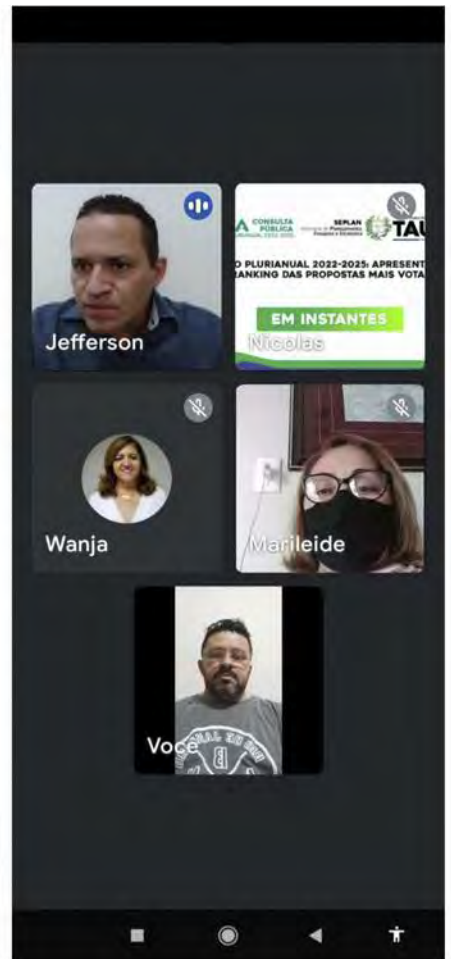 Jefferson
A CONSULTA
PÚBLICA
SEPLAN
TAU
O PLURIANUAL 2022-2025: APRESENT
RANKING DAS PROPOSTAS MAIS VOTA
EM INSTANTES
Nicolas
Wanja
Marileide
Você